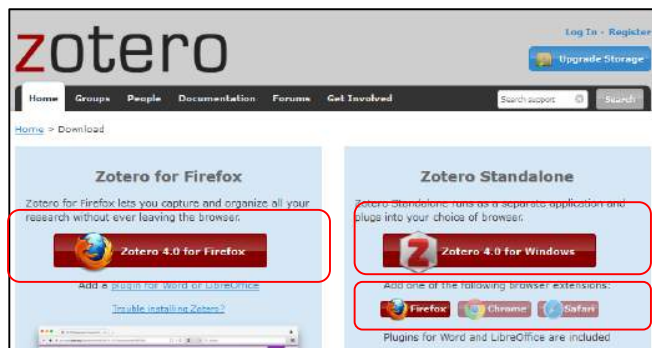 zotero
Log In - Register
Upgrade Storage
Home Groups People Documentation Forums Get Involved
Search support
Search
Home > Download
Zotero for Firefox
Zotero for Firefox lets you capture and organize all your
research without ever leaving the browser.
Zotero 4.0 for Firefox
Add a plugin for Word or LibreOffice
Trouble installing Zotero?
Zotero Standalone
Zotero Standalone runs as a separate application and
plugs into your choice of browser.
Zotero 4.0 for Windows
Add one of the following browser extensions:
Firefox Chrome Safari
Plugins for Word and LibreOffice are included